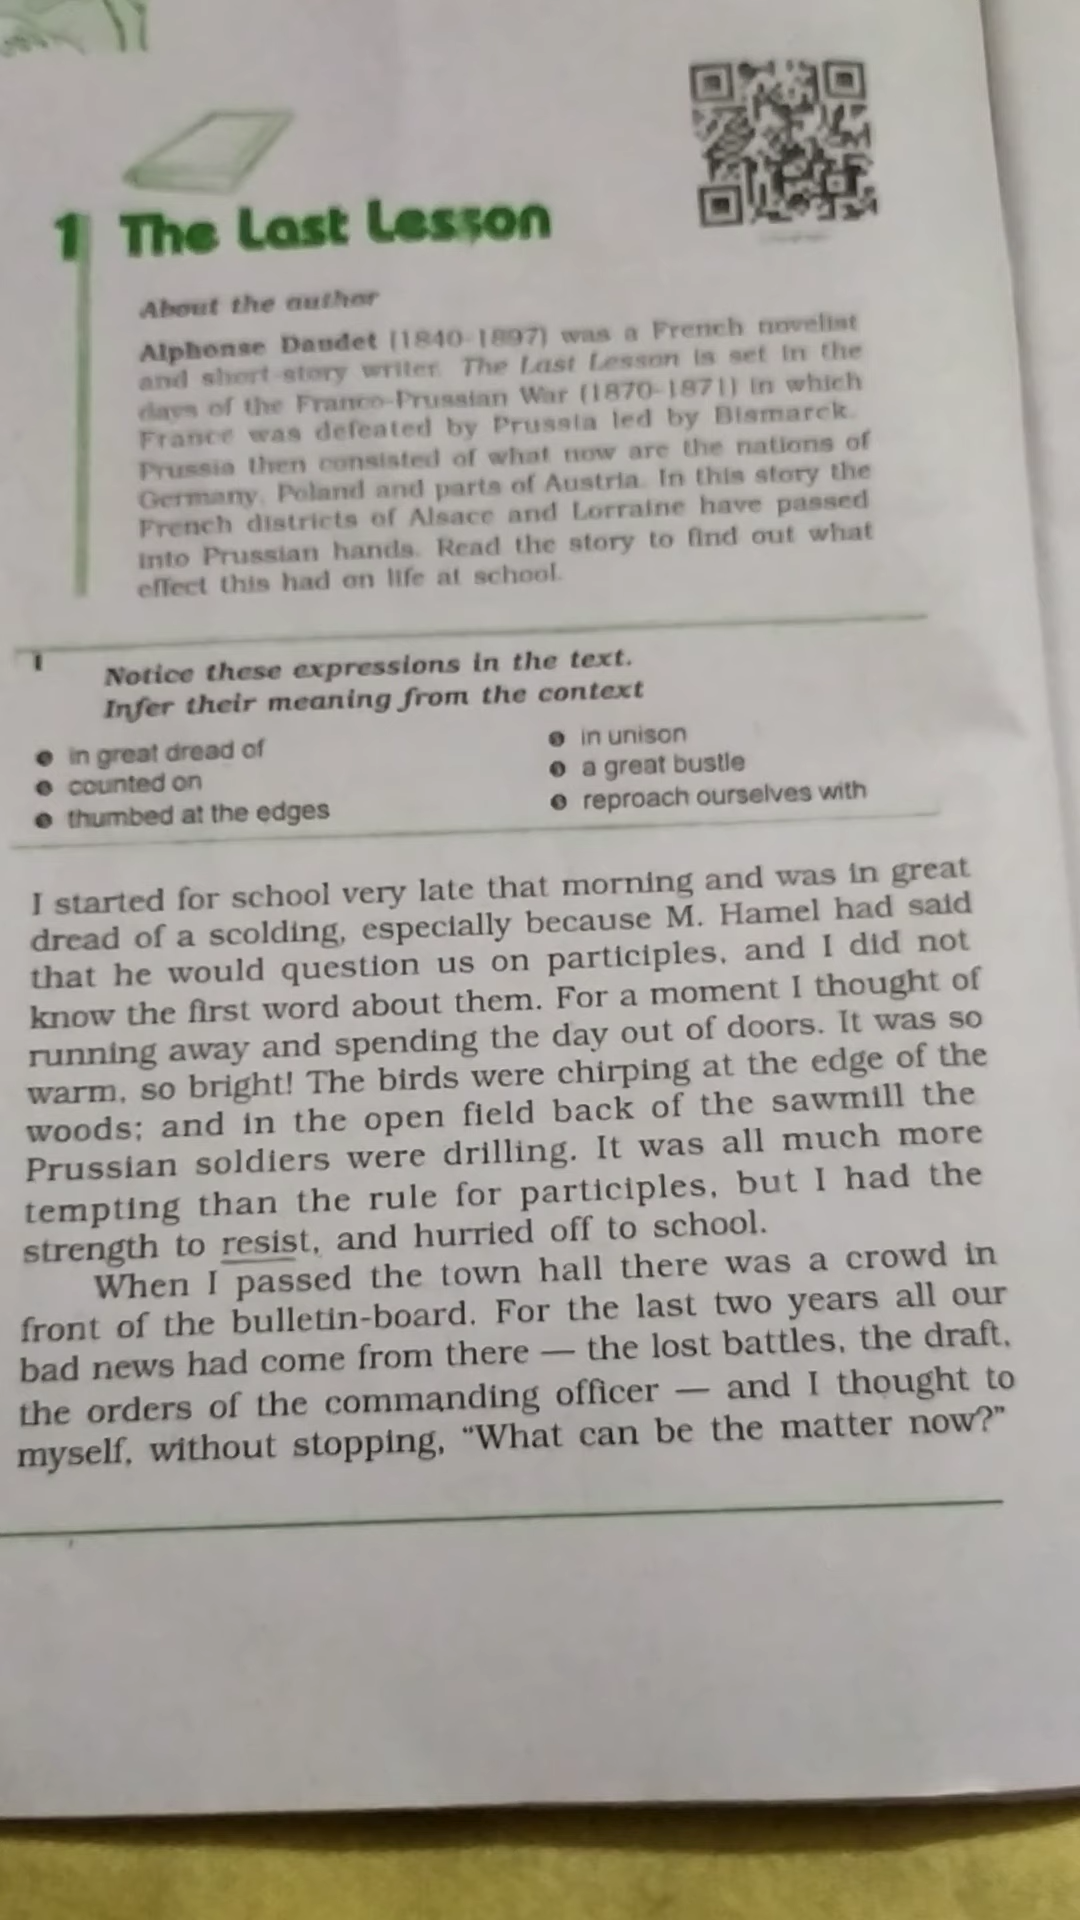 1 The Last Lesson
About the author
Alphonse Daudet (1840-1897) was a French novelist
and short-story writer. The Last Lesson is set in the
days of the Franco-Prussian War (1870-1871) in which
France was defeated by Prussia led by Bismarck.
Prussia then consisted of what now are the nations of
Germany, Poland and parts of Austria. In this story the
French districts of Alsace and Lorraine have passed
into Prussian hands. Read the story to find out what
effect this had on life at school.
Notice these expressions in the text.
Infer their meaning from the context
in great dread of
counted on
thumbed at the edges
in unison
a great bustle
reproach ourselves with
I started for school very late that morning and was in great
dread of a scolding, especially because M. Hamel had said
that he would question us on participles, and I did not
know the first word about them. For a moment I thought of
running away and spending the day out of doors. It was so
warm, so bright! The birds were chirping at the edge of the
woods; and in the open field back of the sawmill the
Prussian soldiers were drilling. It was all much more
tempting than the rule for participles, but I had the
strength to resist, and hurried off to school.
When I passed the town hall there was a crowd in
front of the bulletin-board. For the last two years all our
bad news had come from there — the lost battles, the draft,
the orders of the commanding officer — and I thought to
myself, without stopping, “What can be the matter now?”